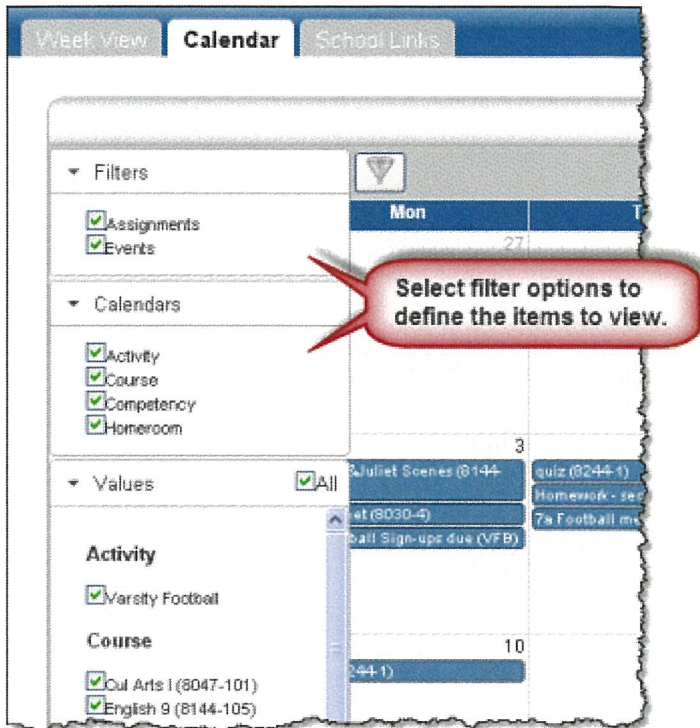 Week View Calendar School Links
Filters
Assignments
Events
Calendars
Activity
Course
Competency
Homeroom
Values All
Activity
Varsity Football
Course
Cul Arts I (8047-101)
English 9 (8144-105)
Mon T
27
Select filter options to
define the items to view.
3
&Juliet Scenes (8144-
et (8030-4)
ball Sign-ups due (VFB)
quiz (8244-1)
Homework - sec
7a Football me
10
244-1)